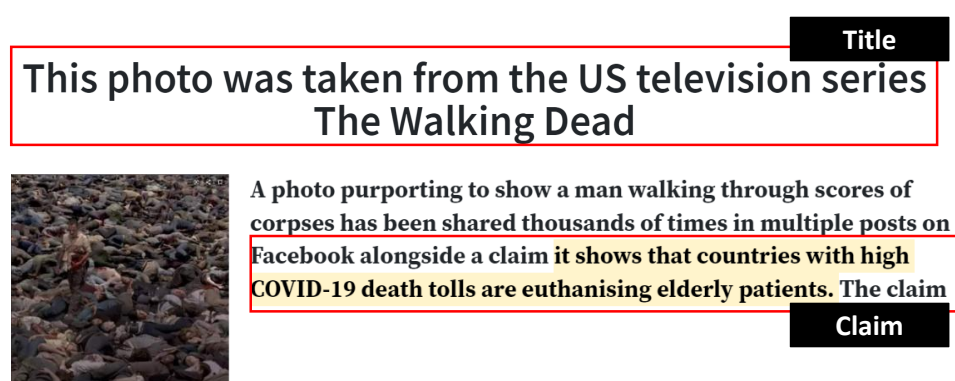 Title
This photo was taken from the US television series
The Walking Dead
A photo purporting to show a man walking through scores of
corpses has been shared thousands of times in multiple posts on
Facebook alongside a claim it shows that countries with high
COVID-19 death tolls are euthanising elderly patients. The claim
Claim